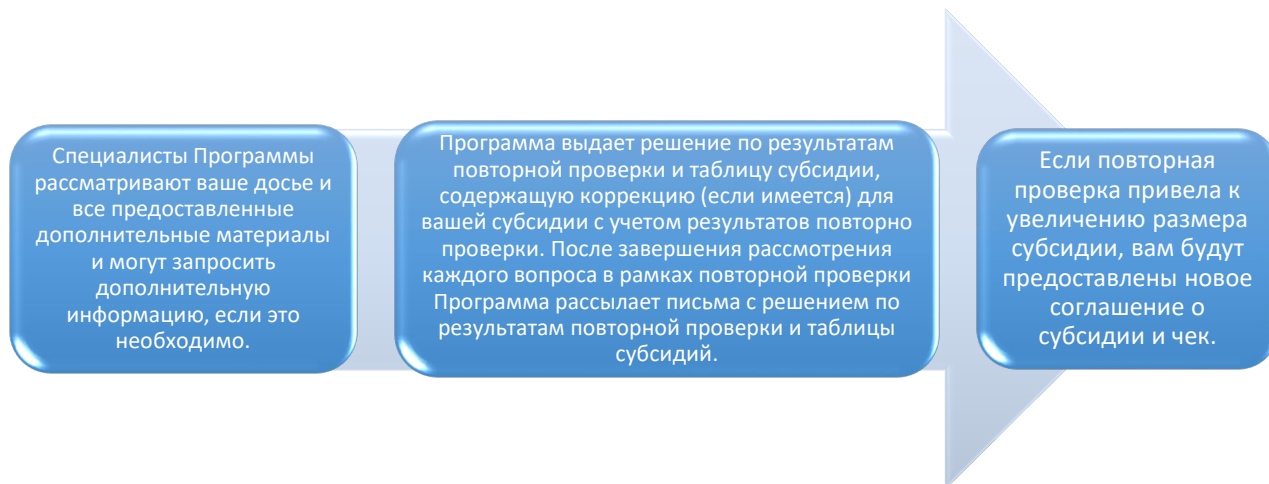 Специалисты Программы
рассматривают ваше досье и
все предоставленные
дополнительные материалы
и могут запросить
дополнительную
информацию, если это
необходимо.
Программа выдает решение по результатам
повторной проверки и таблицу субсидии,
содержащую коррекцию (если имеется) для
вашей субсидии с учетом результатов повторно
проверки. После завершения рассмотрения
каждого вопроса в рамках повторной проверки
Программа рассылает письма с решением по
результатам повторной проверки и таблицы
субсидий.
Если повторная
проверка привела к
увеличению размера
субсидии, вам будут
предоставлены новое
соглашение о
субсидии и чек.